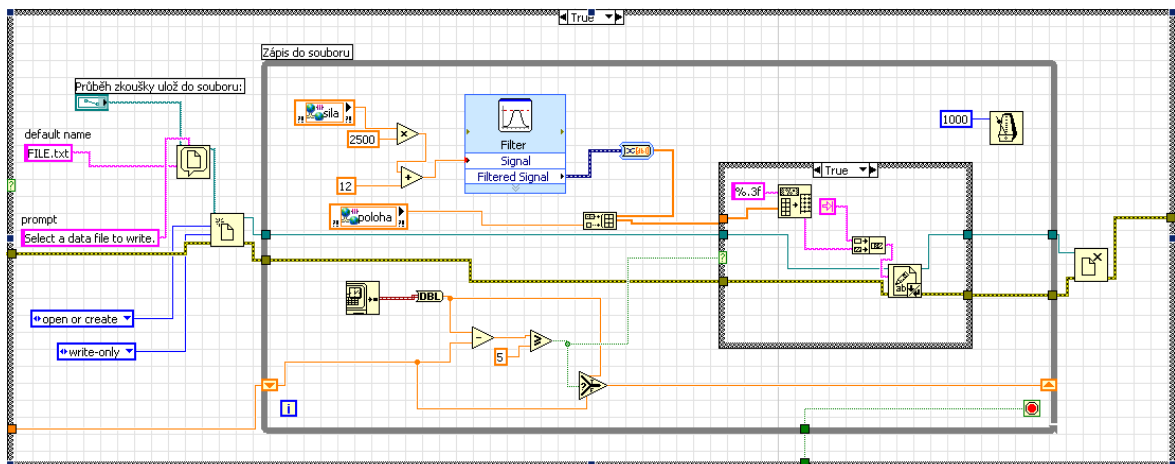 True
Zápis do souboru
Průběh zkoušky ulož do souboru:
default name
FILE.txt
prompt
Select a data file to write.
open or create
write-only
sila
2500
×
+
12
poloha
Filter
Signal
Filtered Signal
1000
True
%.3f
ab
DBL
-
5
≥
?
i